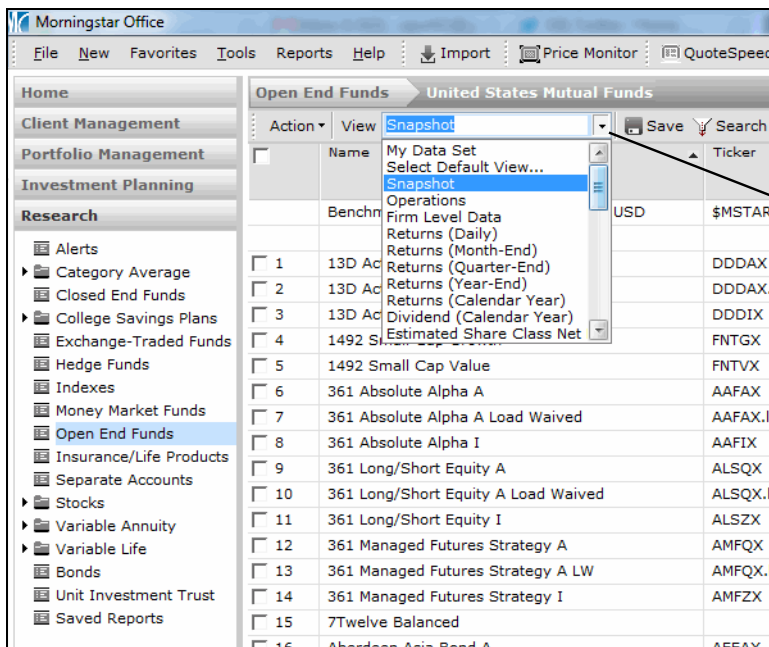 Morningstar Office
File New Favorites Tools Reports Help Import Price Monitor QuoteSpeed
Home
Client Management
Portfolio Management
Investment Planning
Research
Alerts
Category Average
Closed End Funds
College Savings Plans
Exchange-Traded Funds
Hedge Funds
Indexes
Money Market Funds
Open End Funds
Insurance/Life Products
Separate Accounts
Stocks
Variable Annuity
Variable Life
Bonds
Unit Investment Trust
Saved Reports
Open End Funds United States Mutual Funds
Action View Snapshot Save Search
My Data Set
Select Default View...
Snapshot
Operations
Firm Level Data
Returns (Daily)
Returns (Month-End)
Returns (Quarter-End)
Returns (Year-End)
Returns (Calendar Year)
Dividend (Calendar Year)
Estimated Share Class Net
Name Ticker
USD $MSTAR
1 13D DDDAX
2 13D DDDAX.
3 13D DDDIX
4 1492 FNTGX
5 1492 Small Cap Value FNTVX
6 361 Absolute Alpha A AAFAX
7 361 Absolute Alpha A Load Waived AAFAX.
8 361 Absolute Alpha I AAFIX
9 361 Long/Short Equity A ALSQX
10 361 Long/Short Equity A Load Waived ALSQX.
11 361 Long/Short Equity I ALSZX
12 361 Managed Futures Strategy A AMFQX
13 361 Managed Futures Strategy A LW AMFQX.
14 361 Managed Futures Strategy I AMFZX
15 7Twelve Balanced